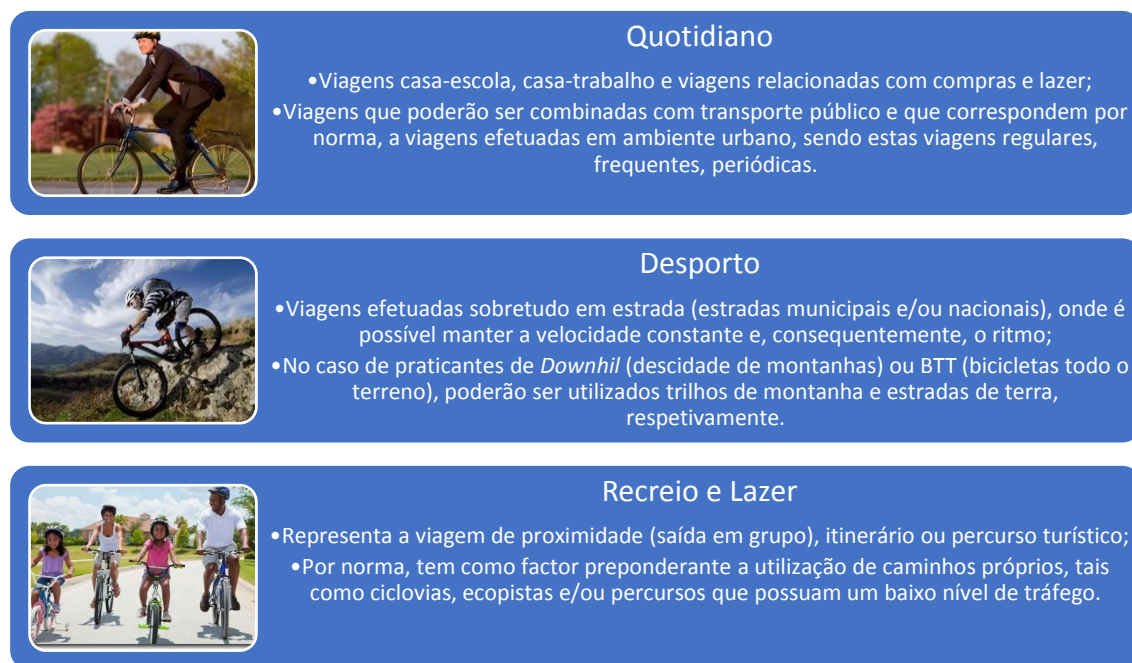 Quotidiano
•Viagens casa-escola, casa-trabalho e viagens relacionadas com compras e lazer;
•Viagens que poderão ser combinadas com transporte público e que correspondem por
norma, a viagens efetuadas em ambiente urbano, sendo estas viagens regulares,
frequentes, periódicas.
Desporto
•Viagens efetuadas sobretudo em estrada (estradas municipais e/ou nacionais), onde é
possível manter a velocidade constante e, consequentemente, o ritmo;
•No caso de praticantes de Downhil (descidade de montanhas) ou BTT (bicicletas todo o
terreno), poderão ser utilizados trilhos de montanha e estradas de terra,
respetivamente.
Recreio e Lazer
•Representa a viagem de proximidade (saída em grupo), itinerário ou percurso turístico;
•Por norma, tem como factor preponderante a utilização de caminhos próprios, tais
como ciclovias, ecopistas e/ou percursos que possuam um baixo nível de tráfego.